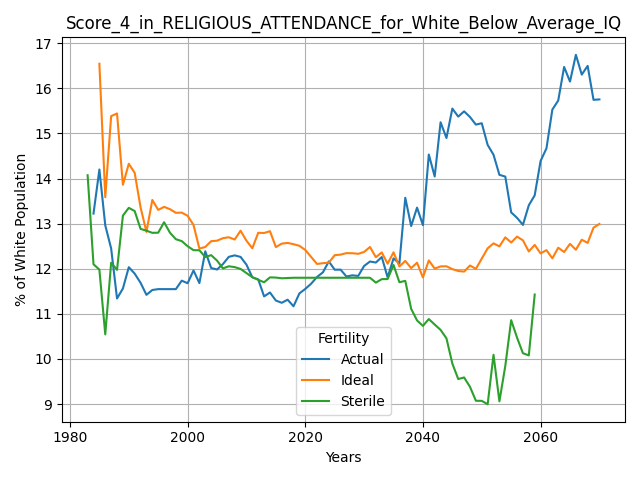 Score_4_in_RELIGIOUS_ATTENDANCE_for_White_Below_Average_IQ
% of White Population
17
16
15
14
13
12
11
10
9
Fertility
Actual
Ideal
Sterile
1980 2000 2020 2040 2060
Years